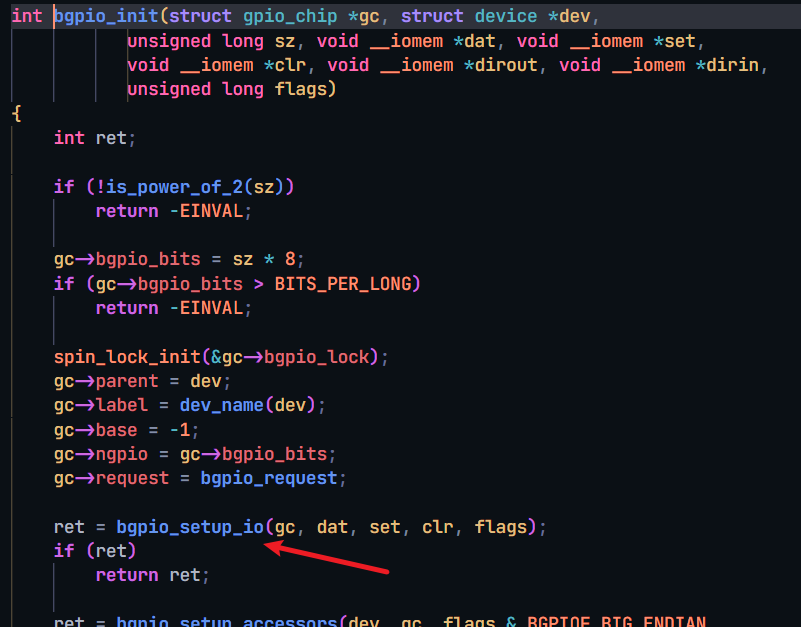 int bgpio_init(struct gpio_chip *gc, struct device *dev,
unsigned long sz, void __iomem *dat, void __iomem *set,
void __iomem *clr, void __iomem *dirout, void __iomem *dirin,
unsigned long flags)
{
int ret;
if (!is_power_of_2(sz))
return -EINVAL;
gc->bgpio_bits = sz * 8;
if (gc->bgpio_bits > BITS_PER_LONG)
return -EINVAL;
spin_lock_init(&gc->bgpio_lock);
gc->parent = dev;
gc->label = dev_name(dev);
gc->base = -1;
gc->ngpio = gc->bgpio_bits;
gc->request = bgpio_request;
ret = bgpio_setup_io(gc, dat, set, clr, flags);
if (ret)
return ret;
ret = bgpio_setup_accessors(dev, gc, flags & BGPIOF_BIG_ENDIAN